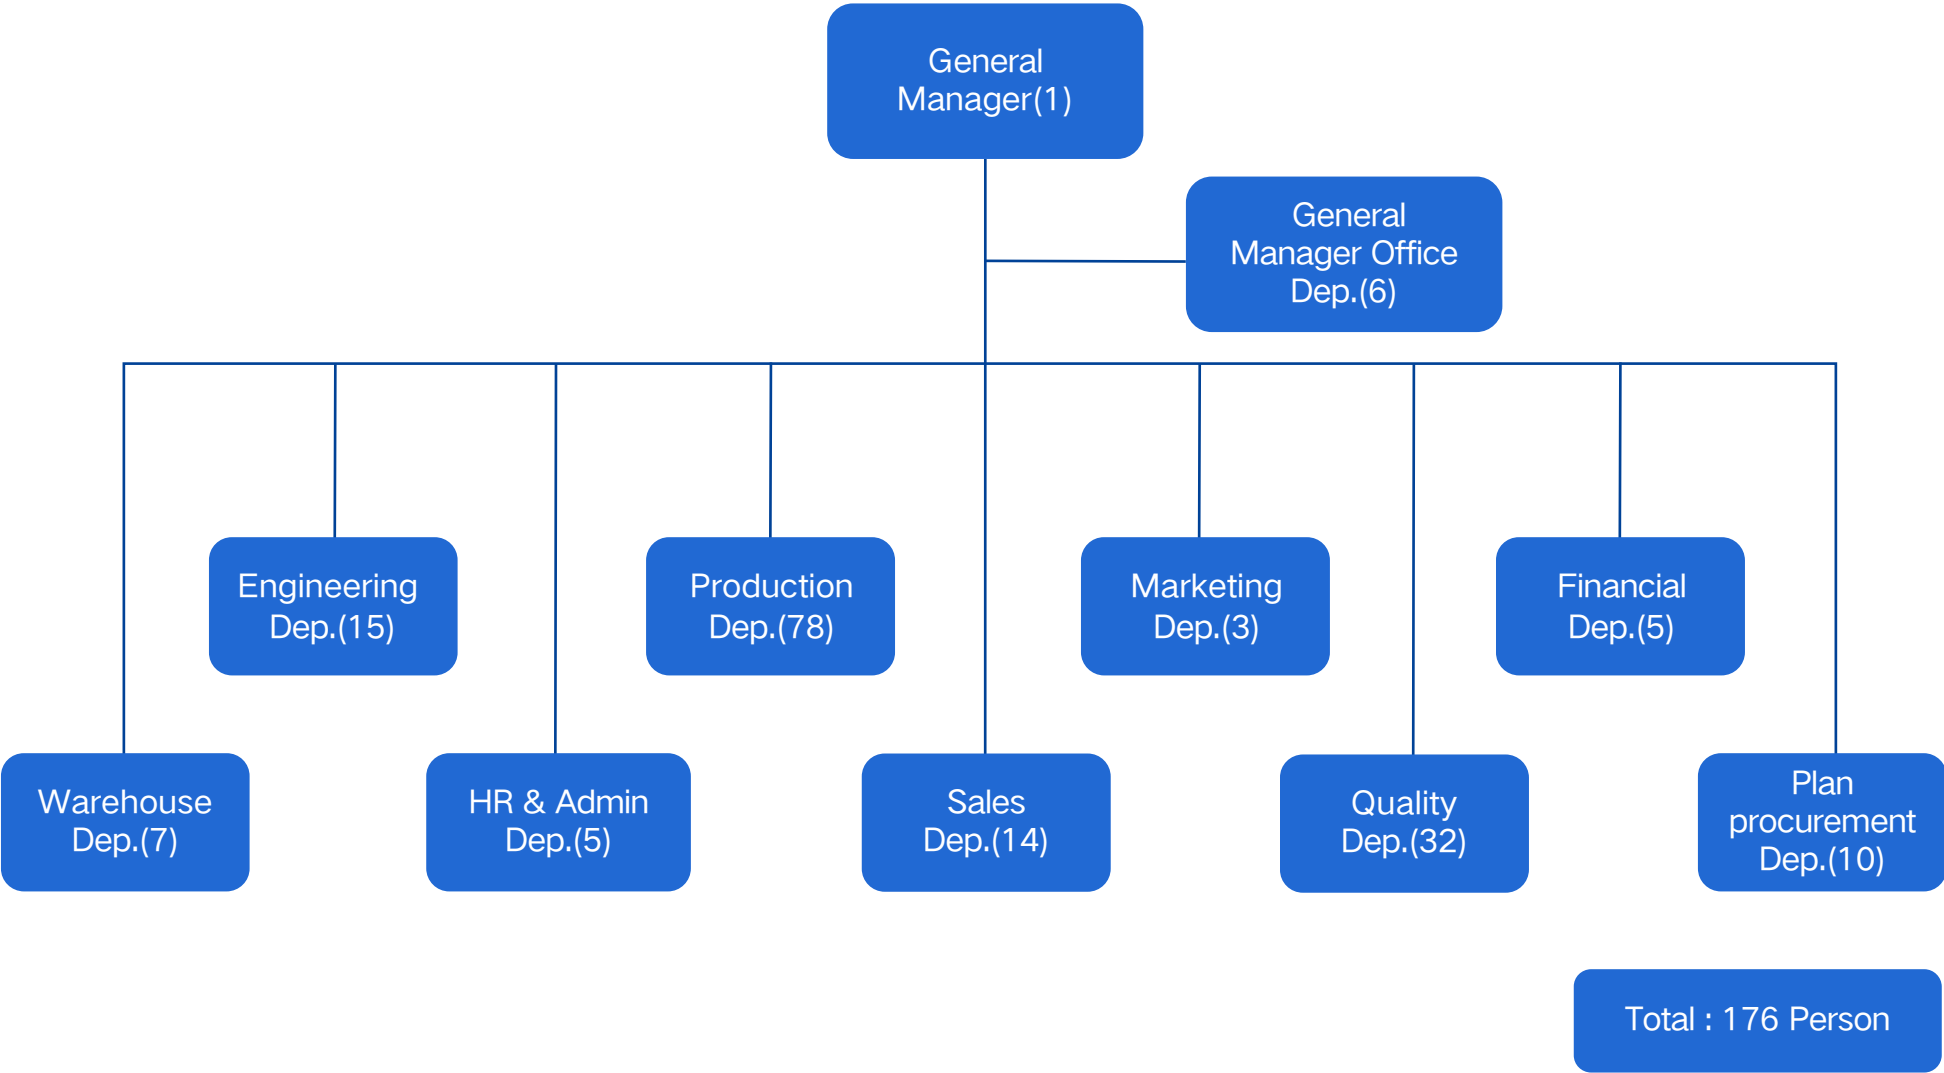 General
Manager(1)
General
Manager Office
Dep.(6)
Engineering
Dep.(15)
Production
Dep.(78)
Marketing
Dep.(3)
Financial
Dep.(5)
Warehouse
Dep.(7)
HR & Admin
Dep.(5)
Sales
Dep.(14)
Quality
Dep.(32)
Plan
procurement
Dep.(10)
Total : 176 Person